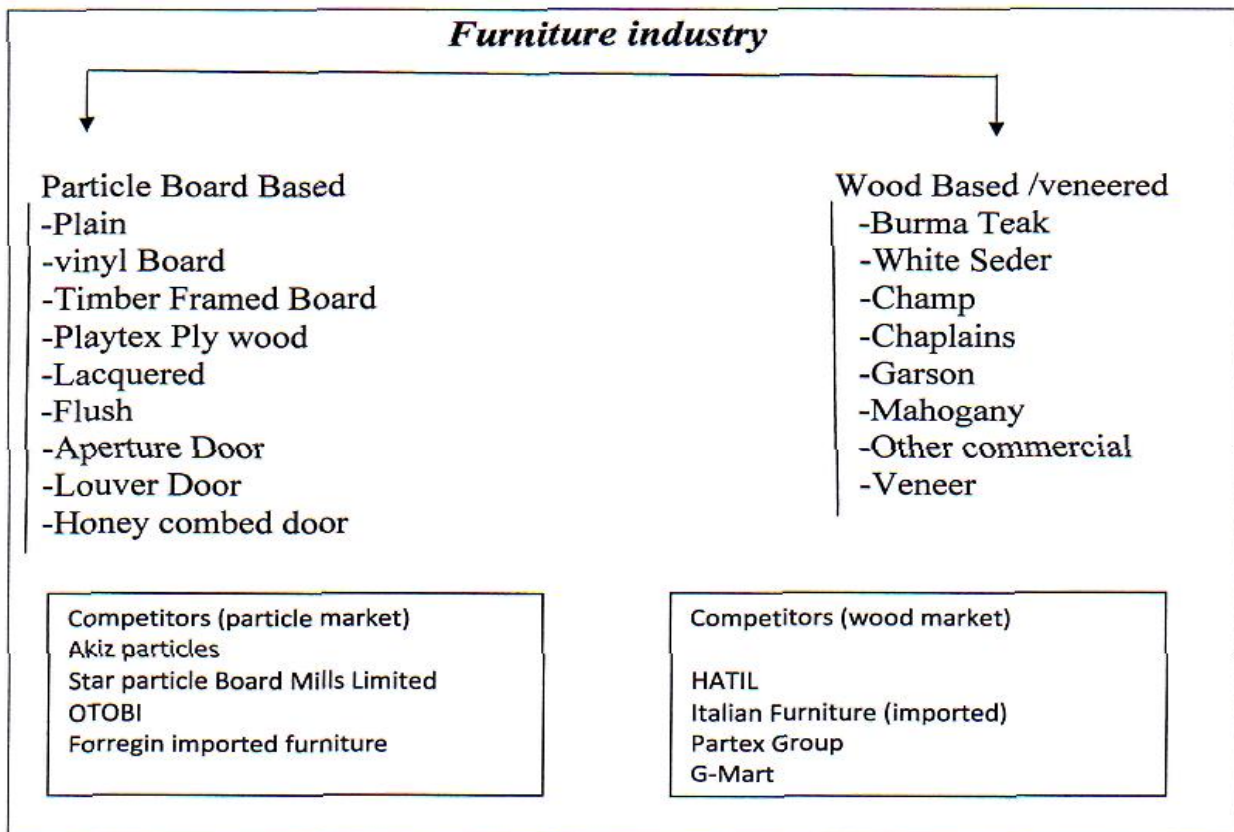 Furniture industry
Particle Board Based
-Plain
-vinyl Board
-Timber Framed Board
-Playtex Ply wood
-Lacquered
-Flush
-Aperture Door
-Louver Door
-Honey combed door
Wood Based /veneered
-Burma Teak
-White Seder
-Champ
-Chaplains
-Garson
-Mahogany
-Other commercial
-Veneer
Competitors (particle market)
Akiz particles
Star particle Board Mills Limited
OTOBI
Forregin imported furniture
Competitors (wood market)
HATIL
Italian Furniture (imported)
Partex Group
G-Mart